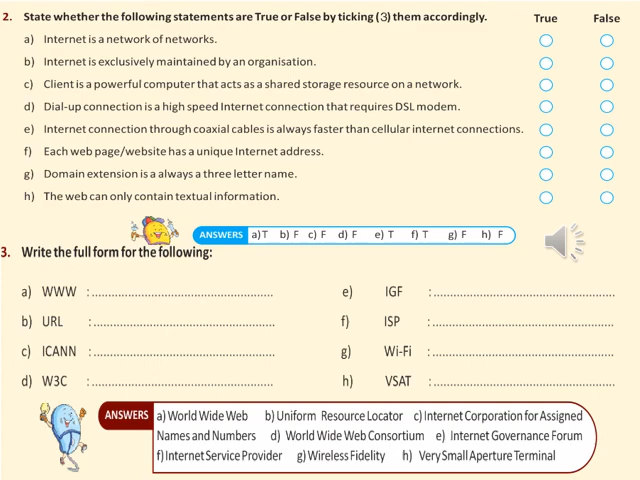 2. State whether the following statements are True or False by ticking (3) them accordingly. True False
a) Internet is a network of networks.
b) Internet is exclusively maintained by an organisation.
c) Client is a powerful computer that acts as a shared storage resource on a network.
d) Dial-up connection is a high speed Internet connection that requires DSL modem.
e) Internet connection through coaxial cables is always faster than cellular internet connections.
f) Each web page/website has a unique Internet address.
g) Domain extension is a always a three letter name.
h) The web can only contain textual information.
ANSWERS a) T b) F c) F d) F e) T f) T g) F h) F
3. Write the full form for the following:
a) WWW : ....................................................... e) IGF : .......................................................
b) URL : ....................................................... f) ISP : .......................................................
c) ICANN : ....................................................... g) Wi-Fi : .......................................................
d) W3C : ....................................................... h) VSAT : .......................................................
ANSWERS a) World Wide Web b) Uniform Resource Locator c) Internet Corporation for Assigned
Names and Numbers d) World Wide Web Consortium e) Internet Governance Forum
f) Internet Service Provider g) Wireless Fidelity h) Very Small Aperture Terminal